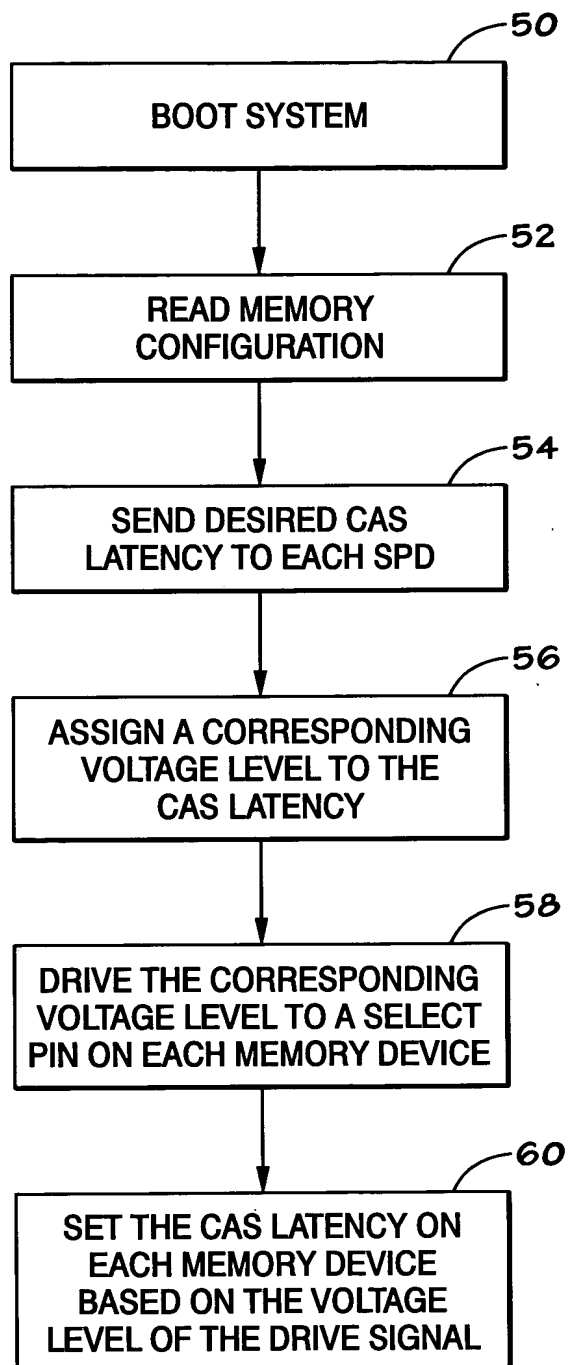 50
BOOT SYSTEM
52
READ MEMORY
CONFIGURATION
54
SEND DESIRED CAS
LATENCY TO EACH SPD
56
ASSIGN A CORRESPONDING
VOLTAGE LEVEL TO THE
CAS LATENCY
58
DRIVE THE CORRESPONDING
VOLTAGE LEVEL TO A SELECT
PIN ON EACH MEMORY DEVICE
60
SET THE CAS LATENCY ON
EACH MEMORY DEVICE
BASED ON THE VOLTAGE
LEVEL OF THE DRIVE SIGNAL